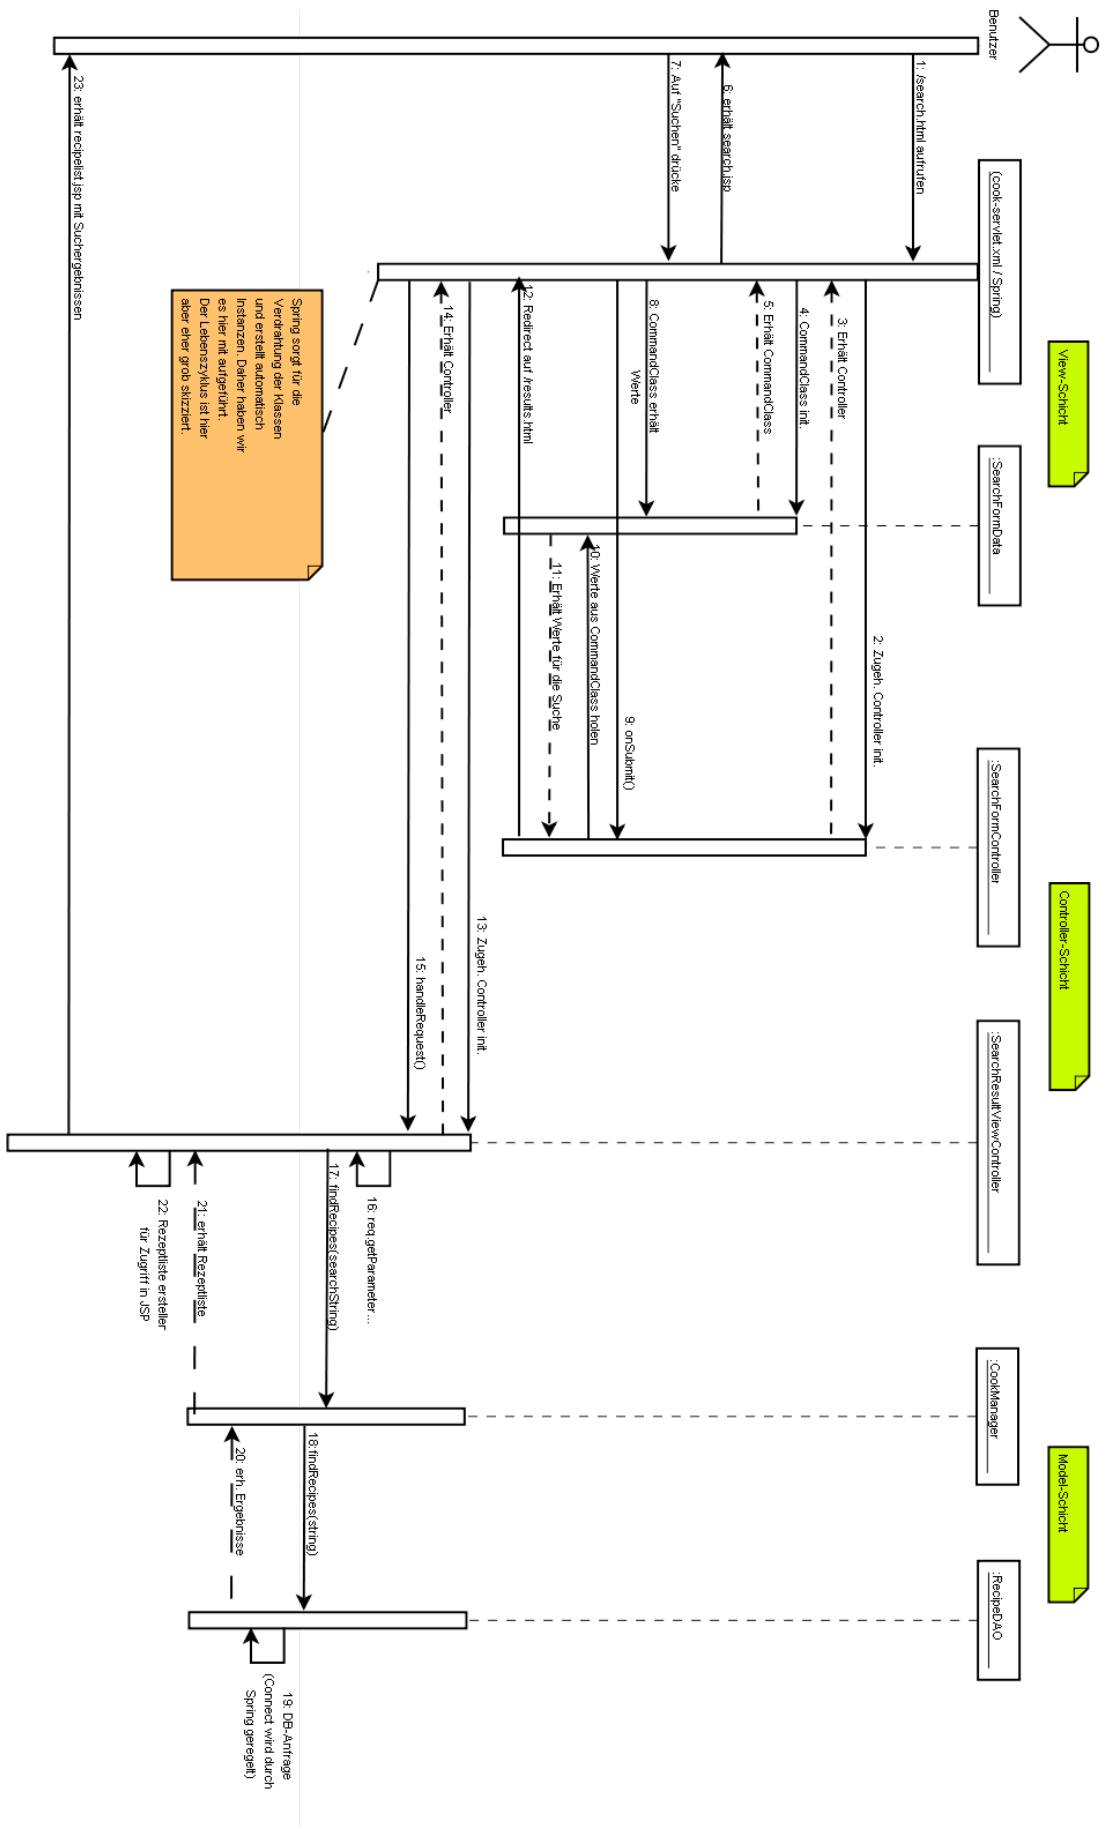 Benutzer
View-Schicht
Controller-Schicht
Model-Schicht
(cook-servlet.xml / Spring)
:SearchFormData
:SearchFormController
:SearchResultViewController
:CookManager
:RecipeDAO
1: /search.html aufrufen
2: Zugeh. Controller init.
3: Erhält Controller
4: CommandClass init.
5: Erhält CommandClass
6: erhält search.jsp
7: Auf "Suchen" drücke
8: CommandClass erhält
Werte
9: onSubmit()
10: Werte aus CommandClass holen
11: Erhält Werte für die Suche
12: Redirect auf /results.html
13: Zugeh. Controller init.
14: Erhält Controller
15: handleRequest()
16: req.getParameter...
17: findRecipes(searchString)
18:findRecipes(string)
19: DB-Anfrage
(Connect wird durch
Spring geregelt)
20: erh. Ergebnisse
21: erhält Rezeptliste
22: Rezeptliste ersteller
für Zugriff in JSP
23: erhält recipelist.jsp mit Suchergebnissen
Spring sorgt für die
Verdrahtung der Klassen
und erstellt automatisch
Instanzen. Daher haben wir
es hier mit aufgeführt.
Der Lebenszyklus ist hier
aber eher grob skizziert.